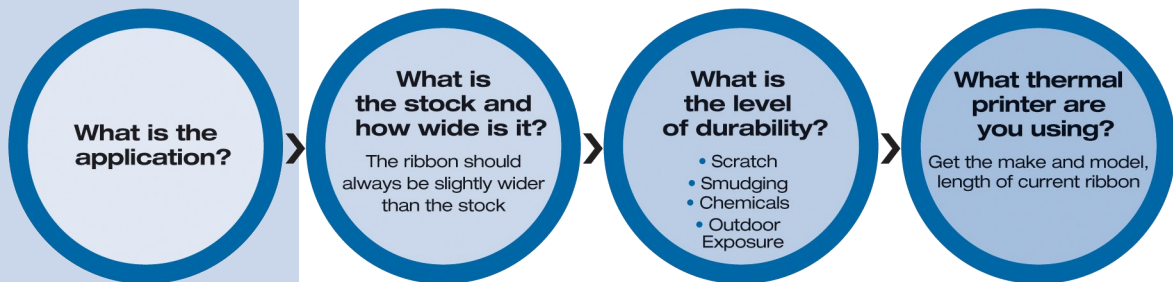 What is the
application?
What is
the stock and
how wide is it?
The ribbon should
always be slightly wider
than the stock
What is
the level
of durability?
• Scratch
• Smudging
• Chemicals
• Outdoor
Exposure
What thermal
printer are
you using?
Get the make and model,
length of current ribbon